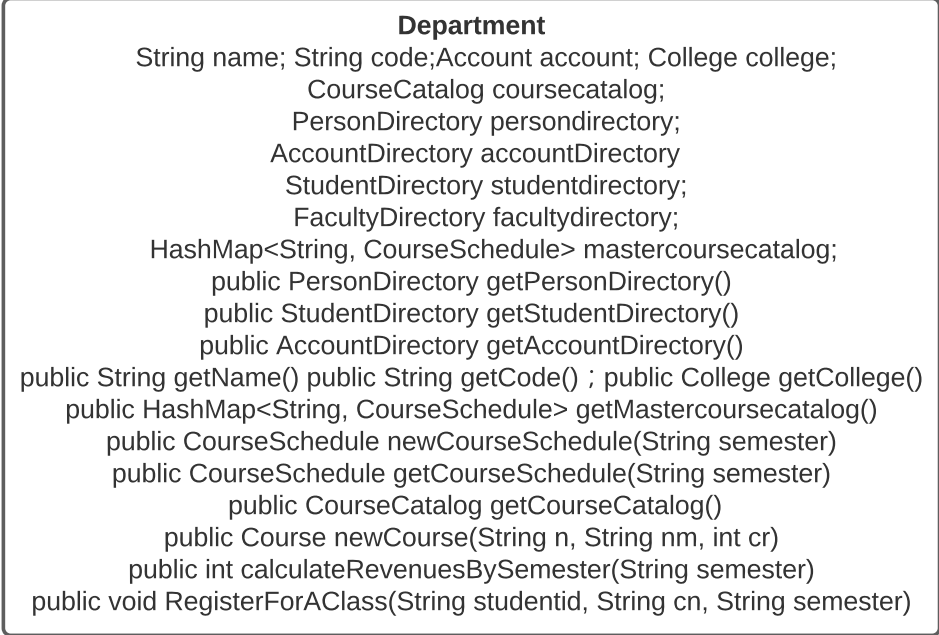 Department
String name; String code;Account account; College college;
CourseCatalog coursecatalog;
PersonDirectory persondirectory;
AccountDirectory accountDirectory
StudentDirectory studentdirectory;
FacultyDirectory facultydirectory;
HashMap<String, CourseSchedule> mastercoursecatalog;
public PersonDirectory getPersonDirectory()
public StudentDirectory getStudentDirectory()
public AccountDirectory getAccountDirectory()
public String getName() public String getCode() ; public College getCollege()
public HashMap<String, CourseSchedule> getMastercoursecatalog()
public CourseSchedule newCourseSchedule(String semester)
public CourseSchedule getCourseSchedule(String semester)
public CourseCatalog getCourseCatalog()
public Course newCourse(String n, String nm, int cr)
public int calculateRevenuesBySemester(String semester)
public void RegisterForAClass(String studentid, String cn, String semester)